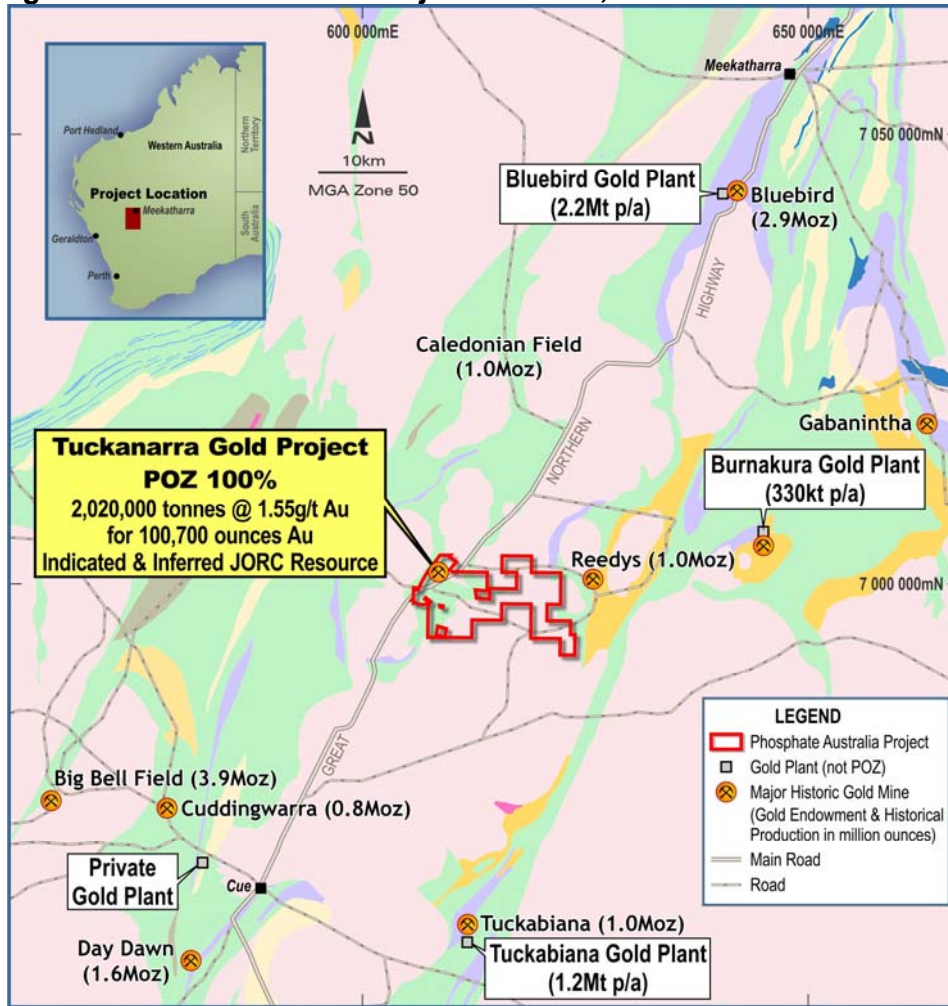 600 000mE
650 000mE
Meekatharra
Port Hedland
Western Australia
Northern
Territory
South
Australia
Project Location
Meekatharra
Geraldton
Perth
N
10km
MGA Zone 50
7 050 000mN
Bluebird Gold Plant
(2.2Mt p/a)
Bluebird
(2.9Moz)
HIGHWAY
Caledonian Field
(1.0Moz)
NORTHERN
Gabanintha
Tuckanarra Gold Project
POZ 100%
2,020,000 tonnes @ 1.55g/t Au
for 100,700 ounces Au
Indicated & Inferred JORC Resource
Burnakura Gold Plant
(330kt p/a)
Reedys (1.0Moz)
7 000 000mN
GREAT
Big Bell Field (3.9Moz)
Cuddingwarra (0.8Moz)
Private
Gold Plant
Cue
Day Dawn
(1.6Moz)
Tuckabiana (1.0Moz)
Tuckabiana Gold Plant
(1.2Mt p/a)
LEGEND
Phosphate Australia Project
Gold Plant (not POZ)
Major Historic Gold Mine
(Gold Endowment & Historical
Production in million ounces)
Main Road
Road